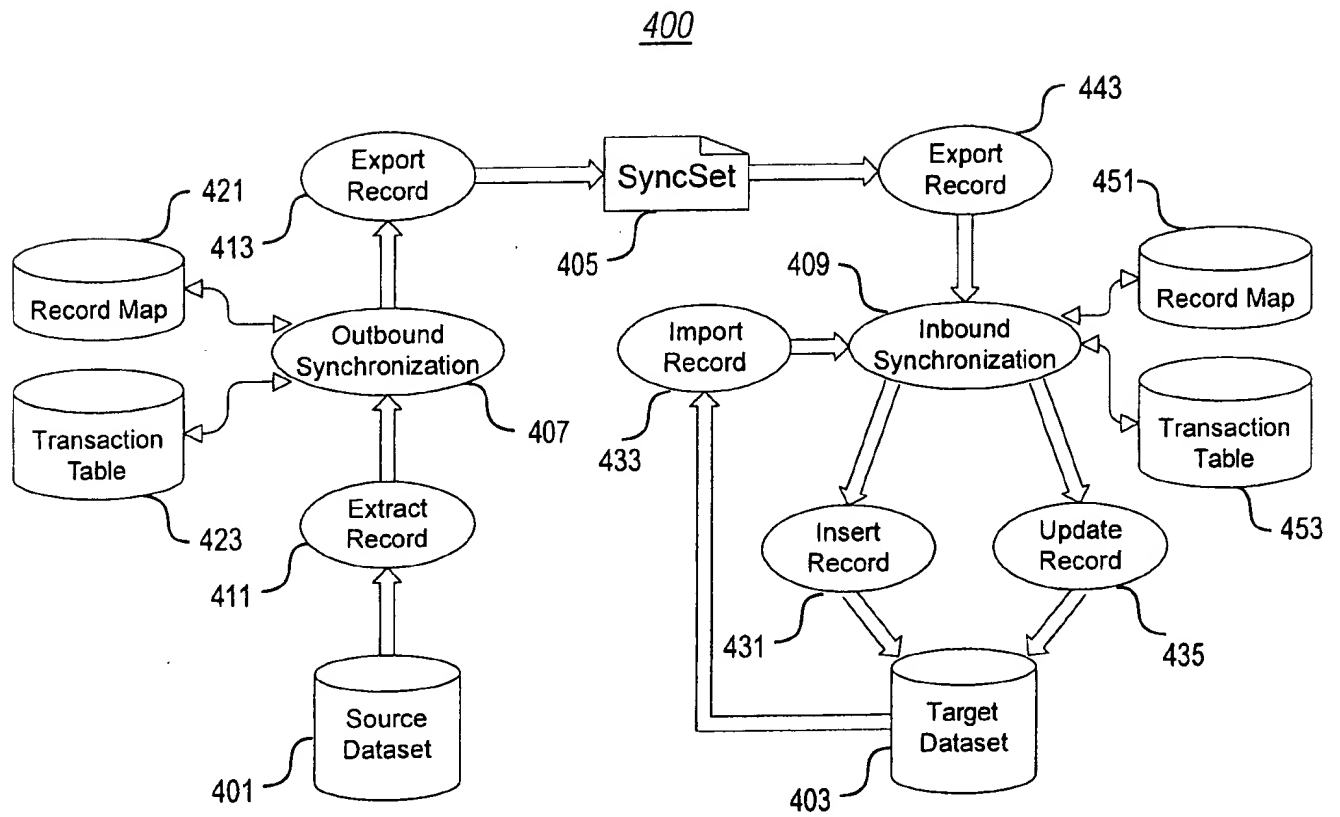 400
443
Export
Record
SyncSet
Export
Record
421
451
413
405
409
Record Map
Record Map
Outbound
Synchronization
Import
Record
Inbound
Synchronization
Transaction
Table
407
433
Transaction
Table
423
Extract
Record
Insert
Record
Update
Record
453
411
431
435
Source
Dataset
Target
Dataset
401
403